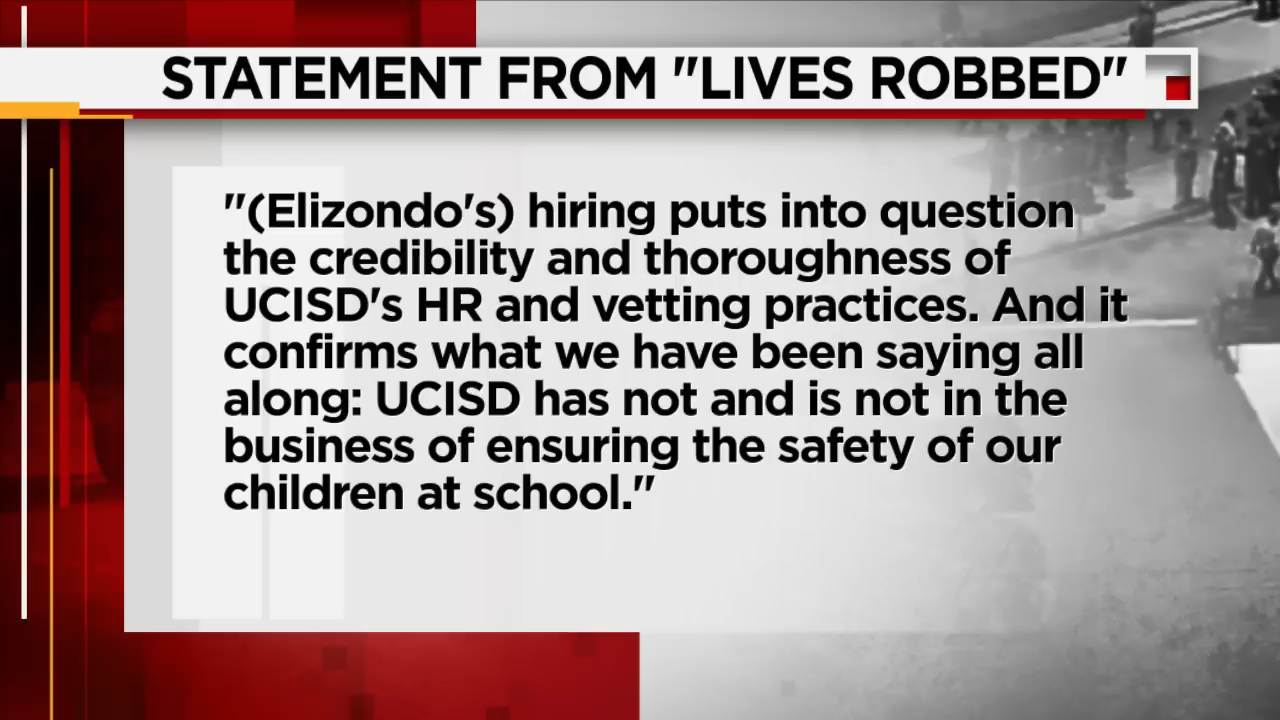 STATEMENT FROM "LIVES ROBBED"
"(Elizondo's) hiring puts into question
the credibility and thoroughness of
UCISD's HR and vetting practices. And it
confirms what we have been saying all
along: UCISD has not and is not in the
business of ensuring the safety of our
children at school."